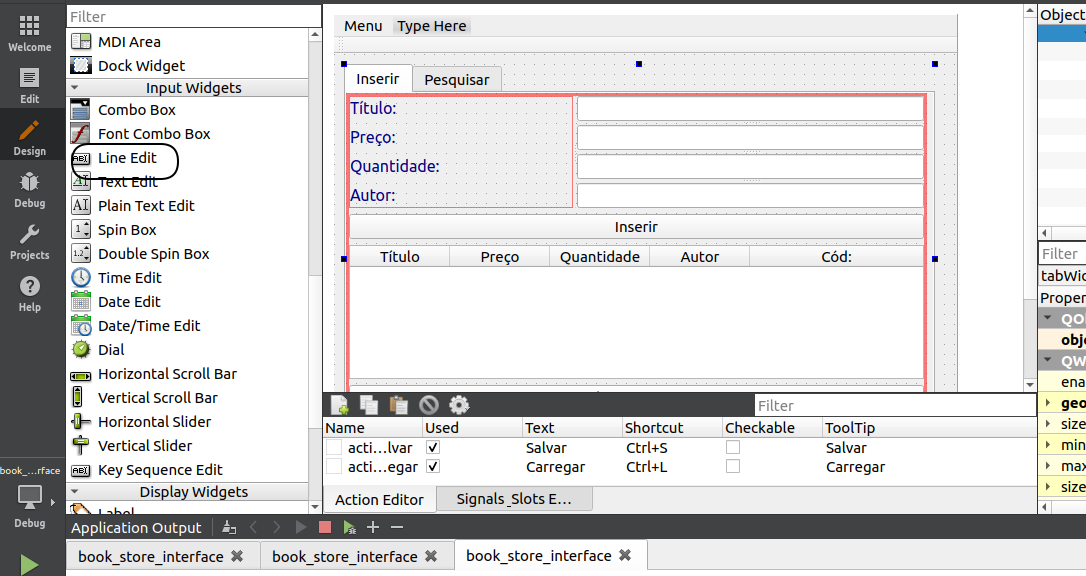 Welcome
Edit
Design
Debug
Projects
Help
book_...rface
Debug
Filter
MDI Area
Dock Widget
Input Widgets
Combo Box
Font Combo Box
Line Edit
Text Edit
Plain Text Edit
Spin Box
Double Spin Box
Time Edit
Date Edit
Date/Time Edit
Dial
Horizontal Scroll Bar
Vertical Scroll Bar
Horizontal Slider
Vertical Slider
Key Sequence Edit
Display Widgets
Label
Menu Type Here
Inserir Pesquisar
Título:
Preço:
Quantidade:
Autor:
Inserir
Título Preço Quantidade Autor Cód:
Filter
Name Used Text Shortcut Checkable ToolTip
acti...lvar Salvar Ctrl+S Salvar
acti...egar Carregar Ctrl+L Carregar
Action Editor Signals_Slots E...
Object
Filter
tabWid
Proper
QOb
obje
QW
ena
geo
size
min
max
size
Application Output
book_store_interface book_store_interface book_store_interface